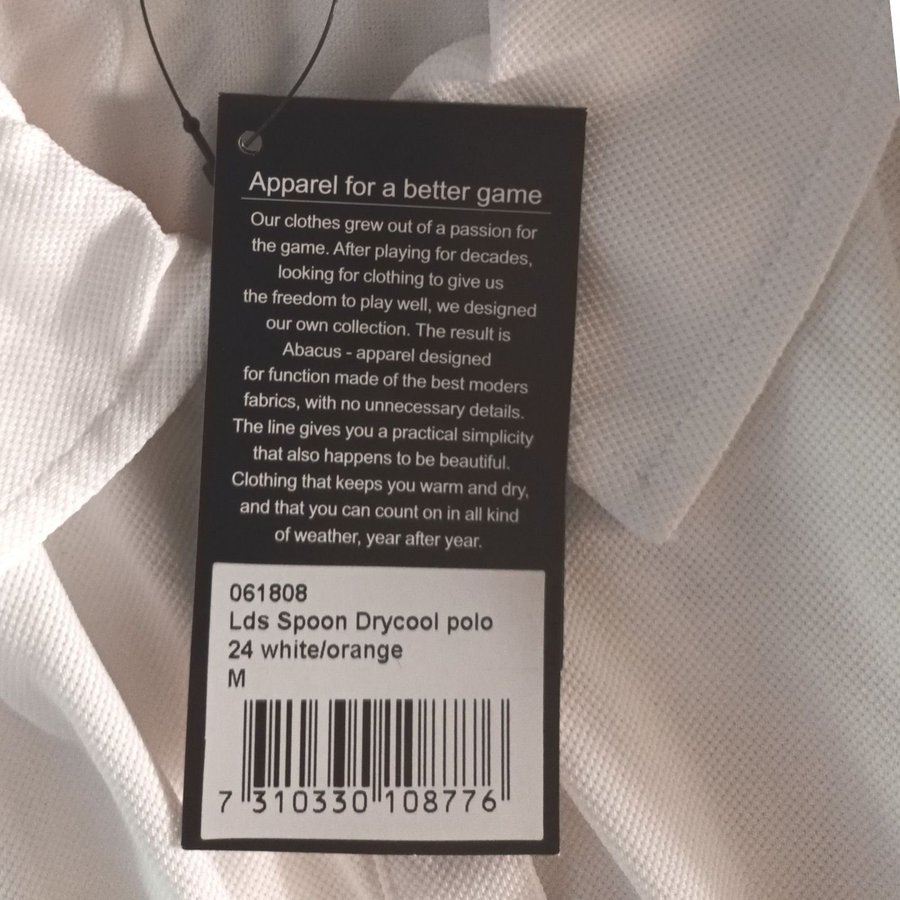 Apparel for a better game
Our clothes grew out of a passion for
the game. After playing for decades,
looking for clothing to give us
the freedom to play well, we designed
our own collection. The result is
Abacus - apparel designed
for function made of the best moders
fabrics, with no unnecessary details.
The line gives you a practical simplicity
that also happens to be beautiful.
Clothing that keeps you warm and dry,
and that you can count on in all kind
of weather, year after year.
061808
Lds Spoon Drycool polo
24 white/orange
M
7 310330 108776